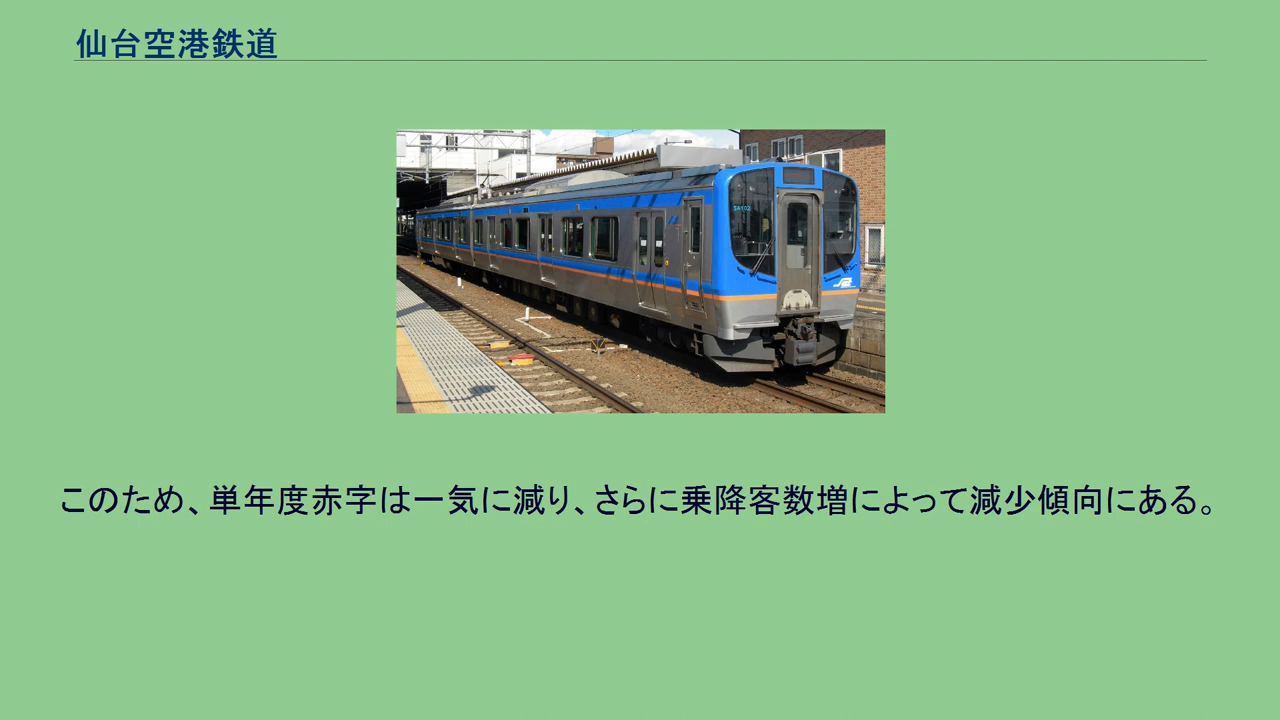 仙台空港鉄道
SA102
このため、単年度赤字は一気に減り、さらに乗降客数増によって減少傾向にある。